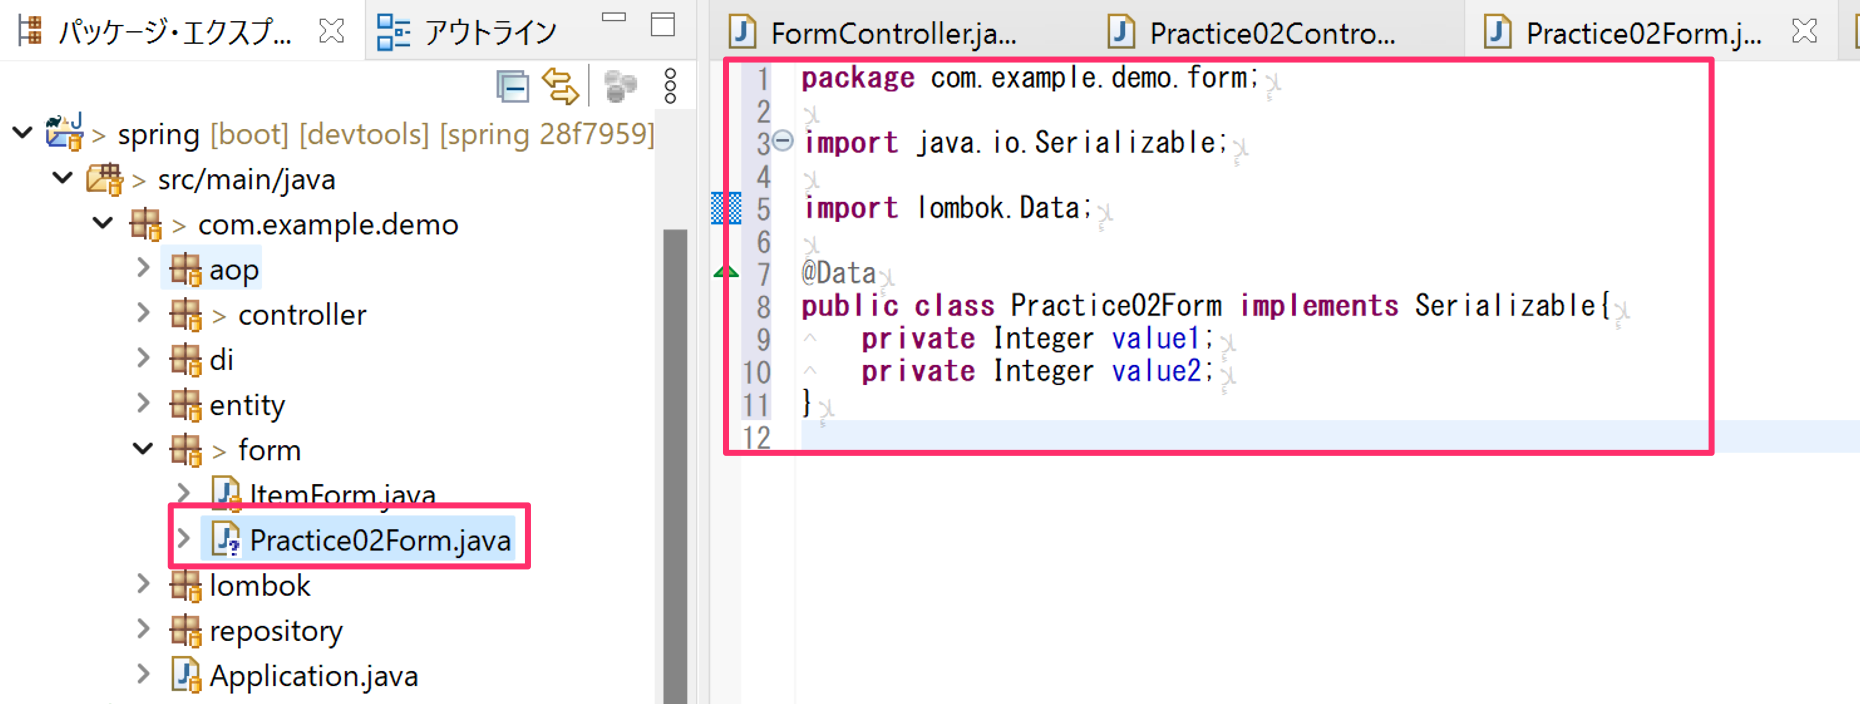 パッケージ・エクスプ...
アウトライン
spring [boot] [devtools] [spring 28f7959]
> src/main/java
> com.example.demo
aop
> controller
di
entity
> form
ItemForm.java
Practice02Form.java
lombok
repository
Application.java
FormController.ja...
Practice02Contro...
Practice02Form.j...
1 package com.example.demo.form;
2
3 import java.io.Serializable;
4
5 import lombok.Data;
6
7 @Data
8 public class Practice02Form implements Serializable{
9 private Integer value1;
10 private Integer value2;
11 }
12